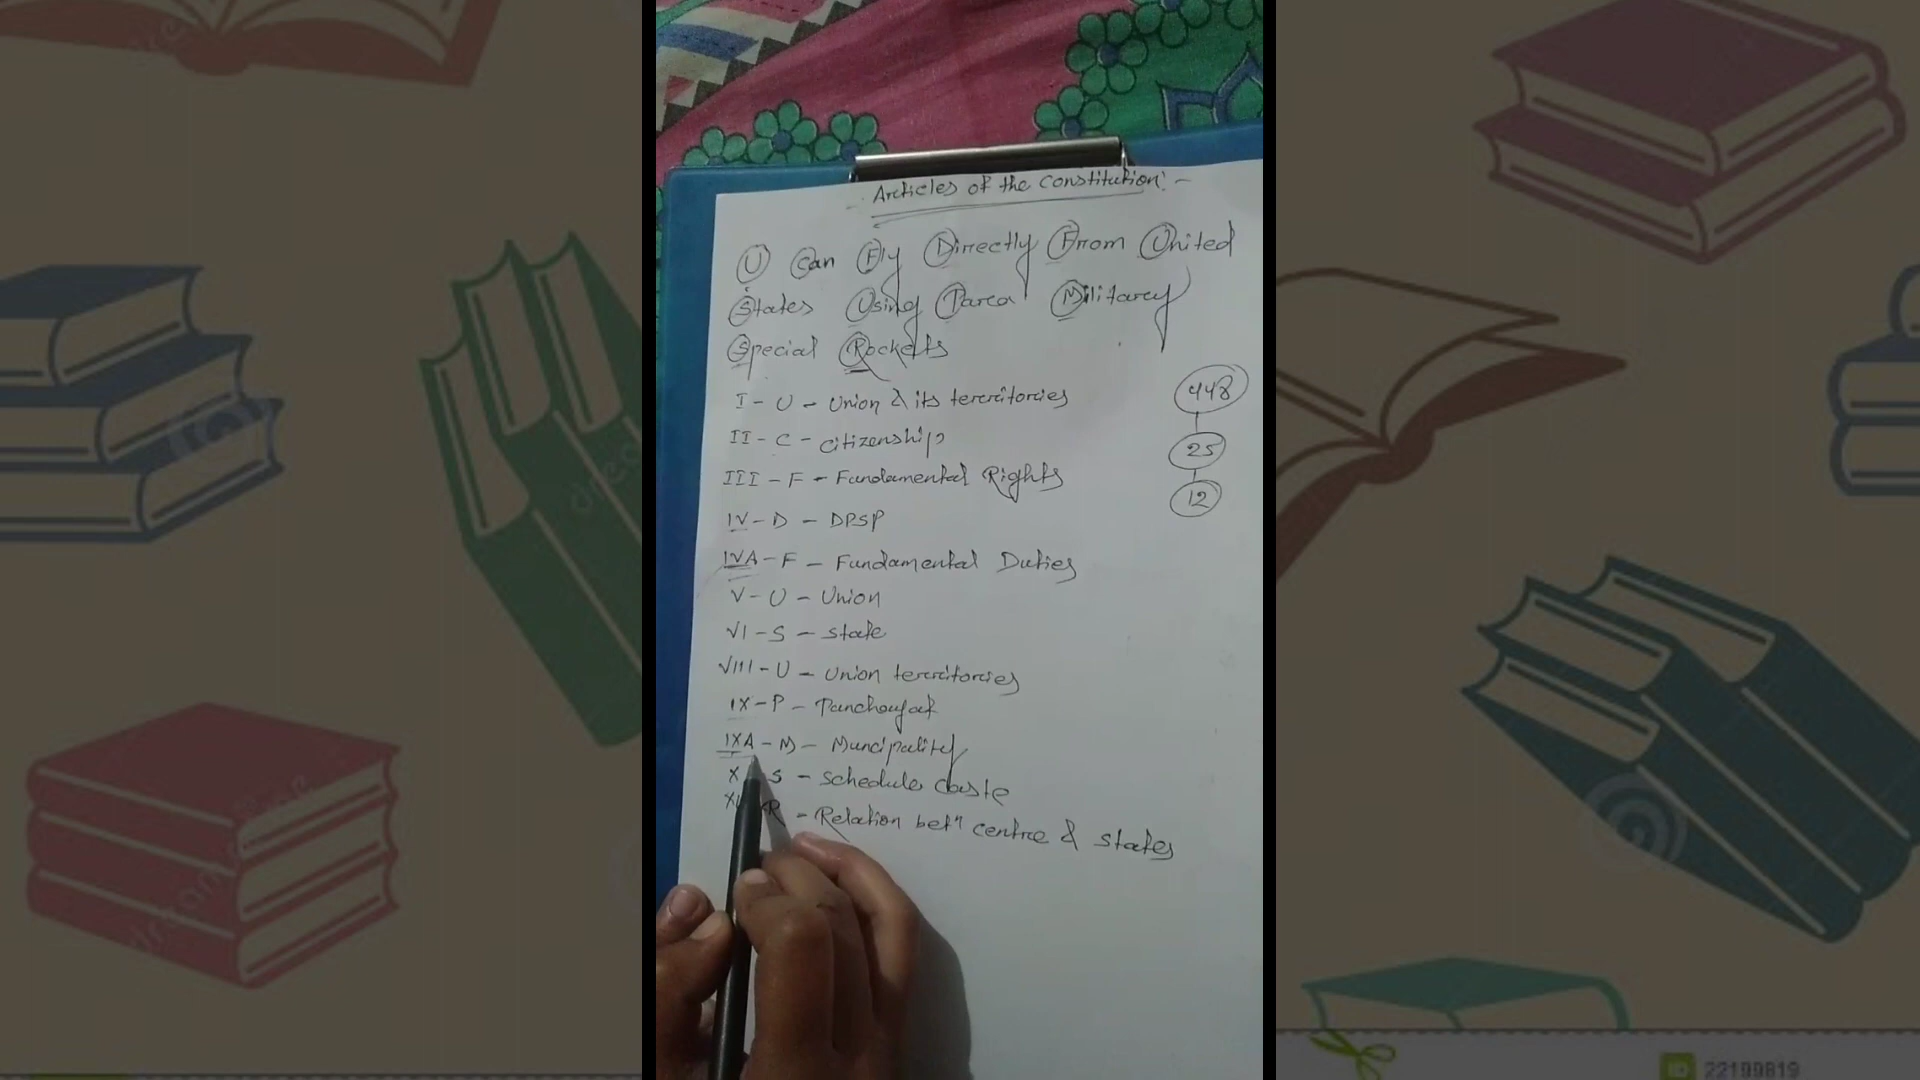 Articles of the constitution:-
U can Fly Directly From United
States Using Para Military
Special Rockets
I - U - Union & its territories
II - C - citizenship
III - F - Fundamental Rights
IV - D - DPSP
IVA - F - Fundamental Duties
V - U - Union
VI - S - state
VIII - U - Union territories
IX - P - Panchayat
IXA - M - Muncipality
X S - Schedule Caste
R - Relation betn centre & states
448
25
12
22199819